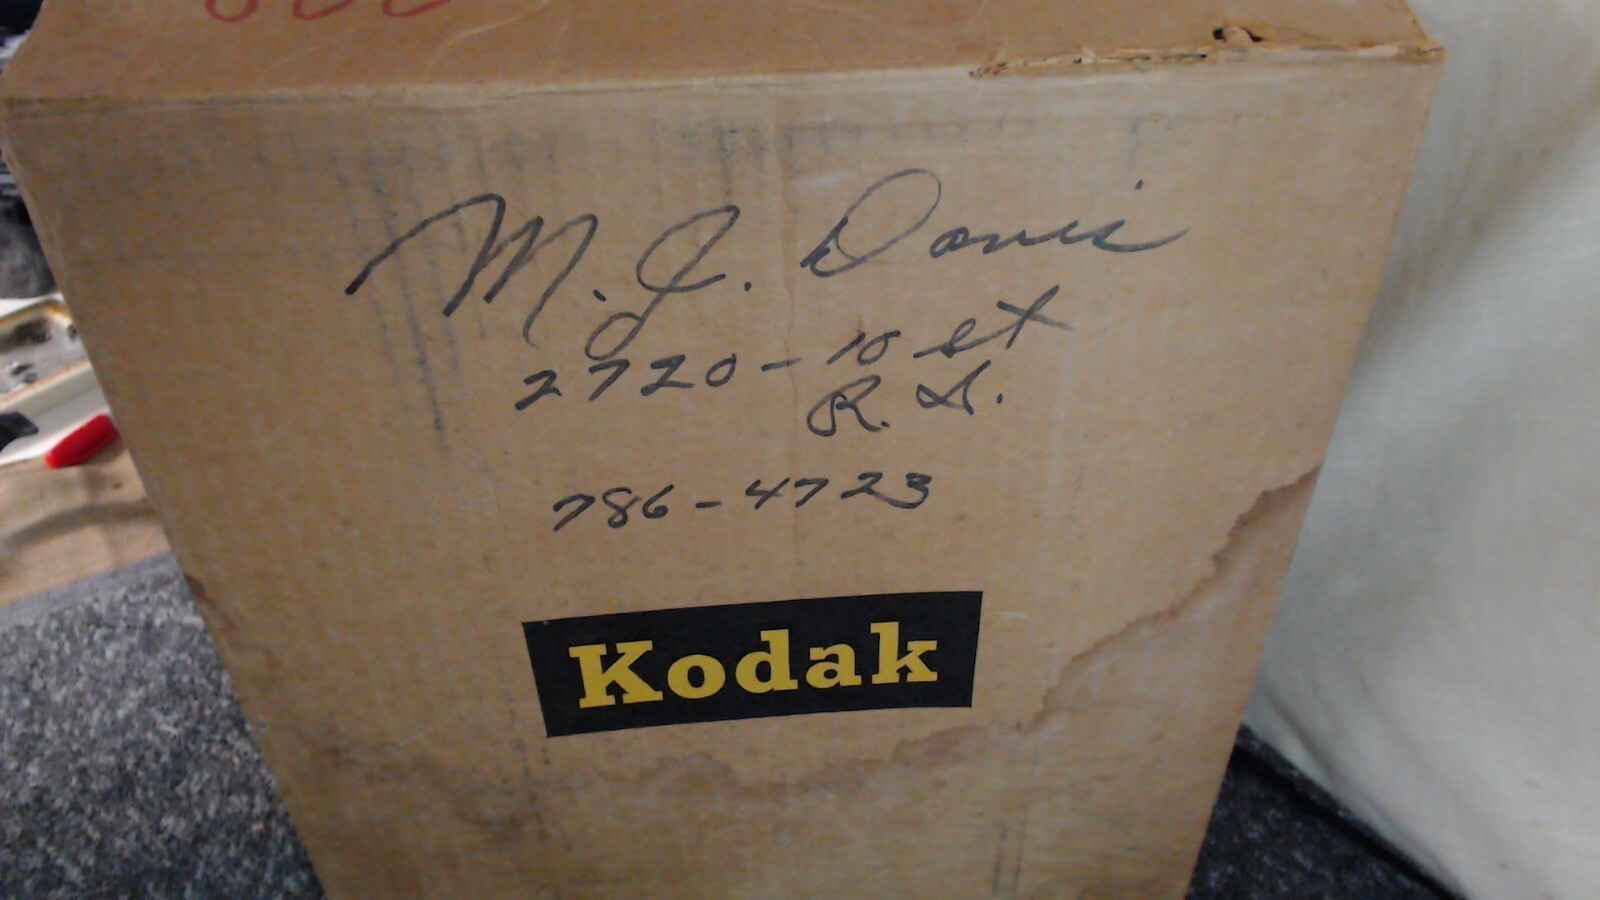 M. J. Davis
2720 - 10 st
R. I.
786-4723
Kodak